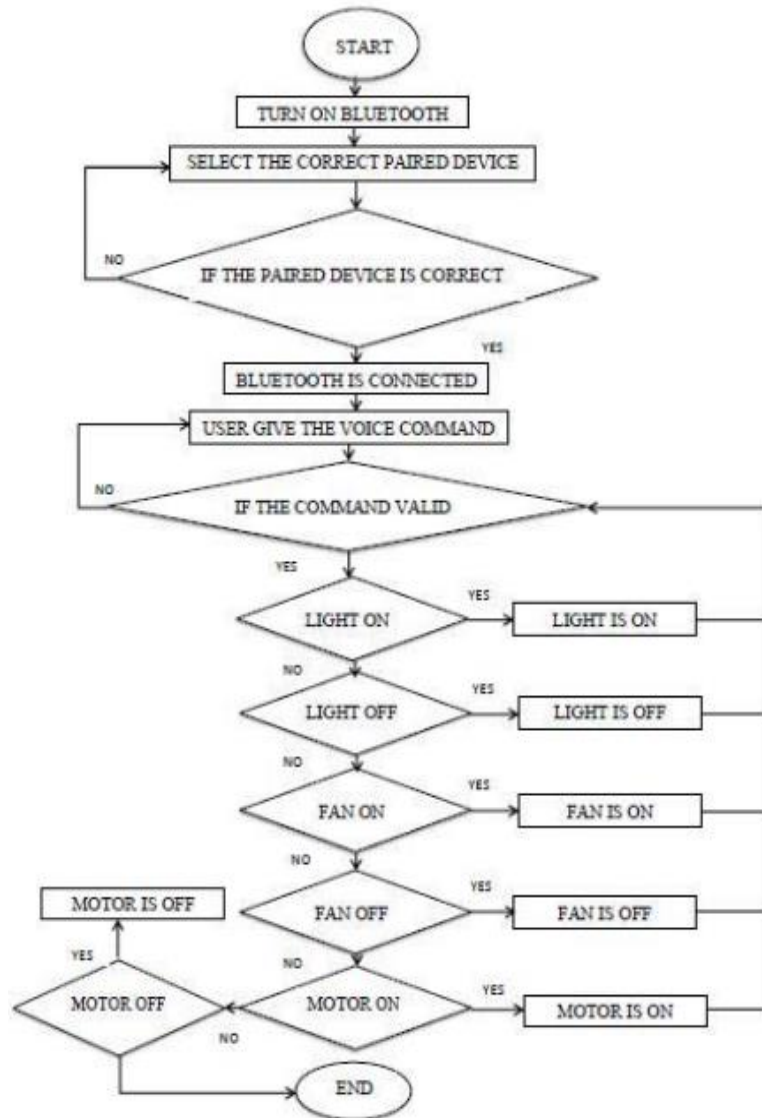 START
TURN ON BLUETOOTH
SELECT THE CORRECT PAIRED DEVICE
NO
IF THE PAIRED DEVICE IS CORRECT
YES
BLUETOOTH IS CONNECTED
USER GIVE THE VOICE COMMAND
NO
IF THE COMMAND VALID
YES
LIGHT ON
YES
LIGHT IS ON
NO
LIGHT OFF
YES
LIGHT IS OFF
NO
FAN ON
YES
FAN IS ON
NO
FAN OFF
YES
FAN IS OFF
NO
MOTOR ON
YES
MOTOR IS ON
NO
MOTOR OFF
YES
MOTOR IS OFF
END